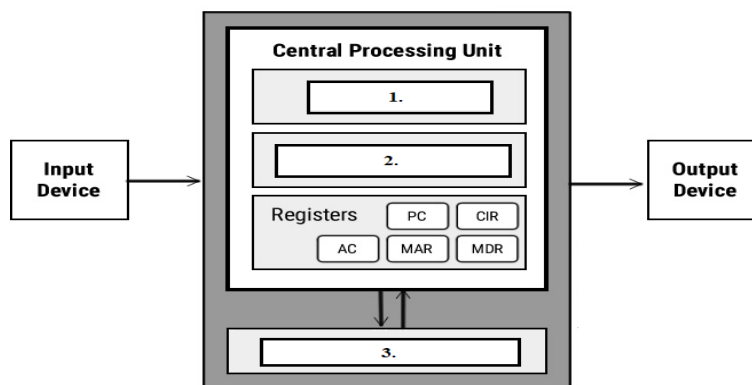 Central Processing Unit
1.
2.
Input
Device
Output
Device
Registers
PC
CIR
AC
MAR
MDR
3.